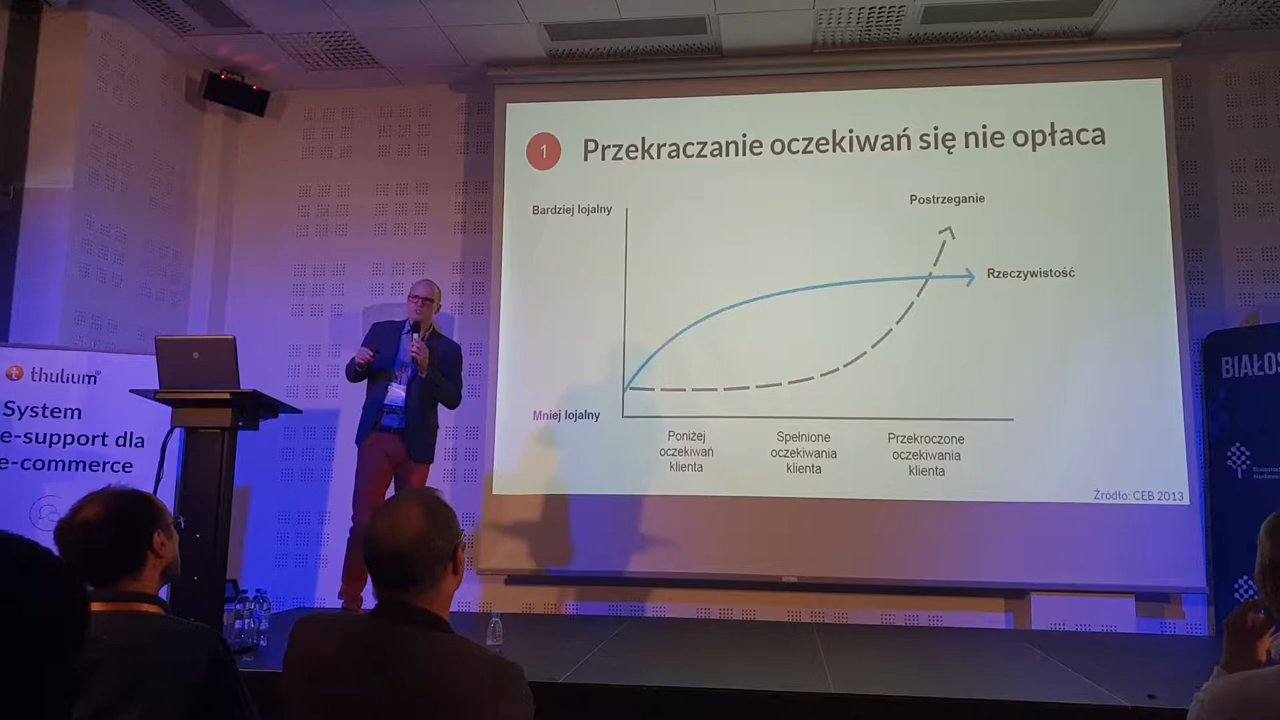 1
Przekraczanie oczekiwań się nie opłaca
Bardziej lojalny
Postrzeganie
Rzeczywistość
Mniej lojalny
Poniżej
oczekiwań
klienta
Spełnione
oczekiwania
klienta
Przekroczone
oczekiwania
klienta
Źródło: CEB 2013
thulium
System
e-support dla
e-commerce
BIAŁOS